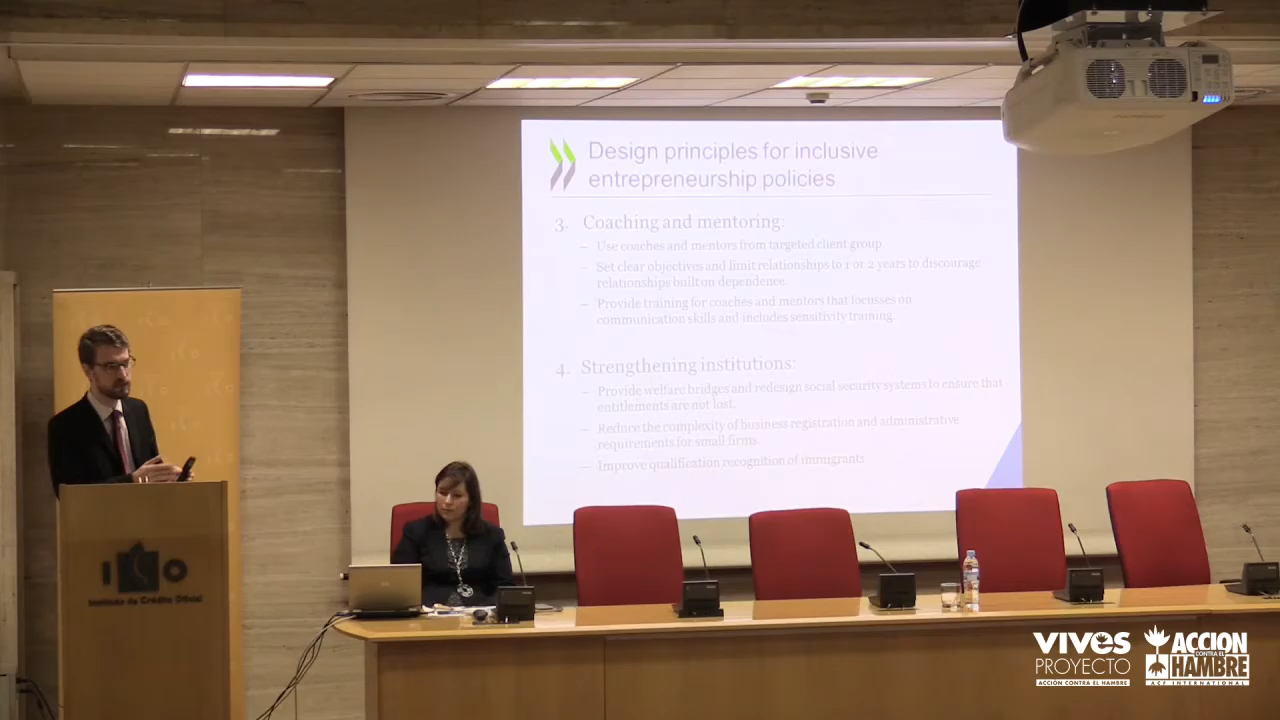 Design principles for inclusive
entrepreneurship policies
3. Coaching and mentoring:
– Use coaches and mentors from targeted client group.
– Set clear objectives and limit relationships to 1 or 2 years to discourage
relationships built on dependence.
– Provide training for coaches and mentors that focusses on
communication skills and includes sensitivity training.
4. Strengthening institutions:
– Provide welfare bridges and redesign social security systems to ensure that
entitlements are not lost.
– Reduce the complexity of business registration and administrative
requirements for small firms.
– Improve qualification recognition of immigrants
Instituto de Crédito Oficial
VIVES
PROYECTO
ACCIÓN CONTRA EL HAMBRE
ACCION
CONTRA EL
HAMBRE
ACF INTERNATIONAL